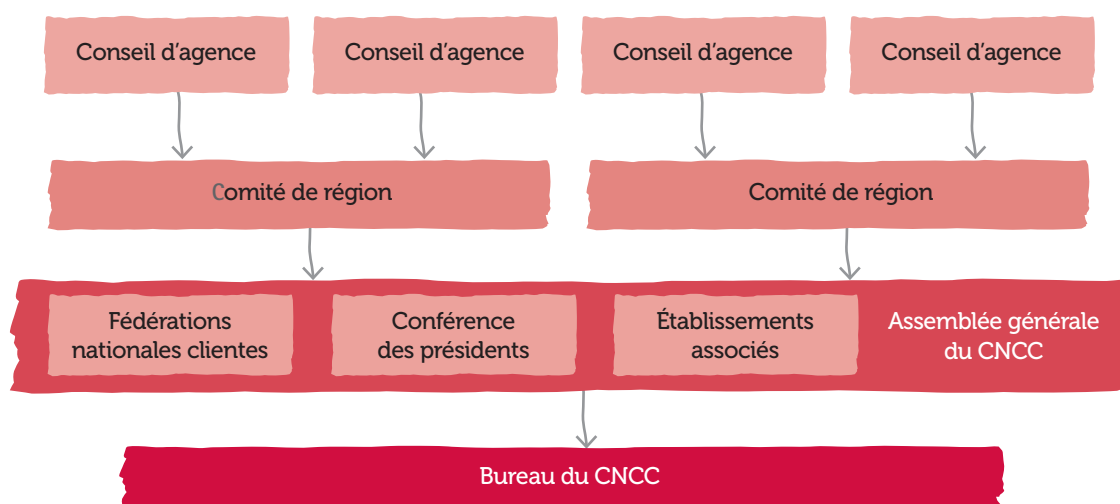 Conseil d'agence
Conseil d'agence
Conseil d'agence
Conseil d'agence
Comité de région
Comité de région
Fédérations
nationales clientes
Conférence
des présidents
Établissements
associés
Assemblée générale
du CNCC
Bureau du CNCC